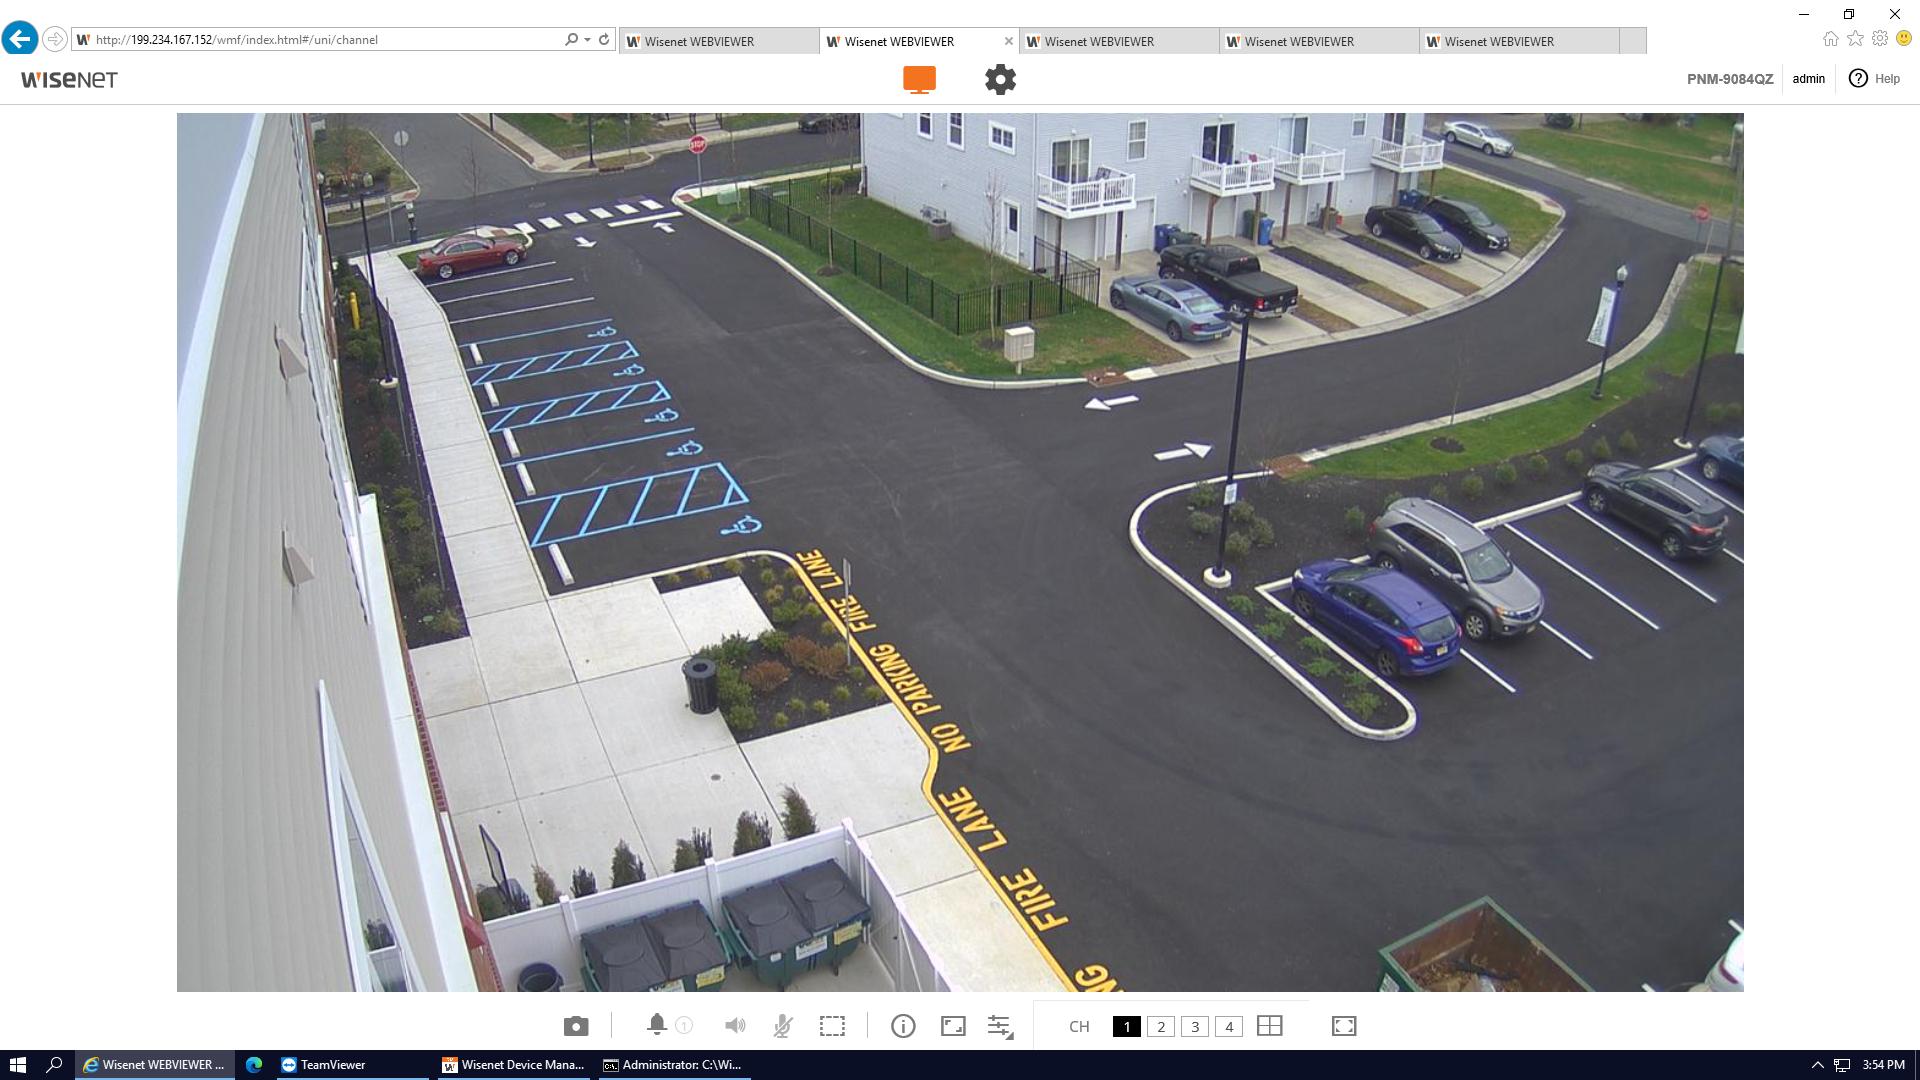 http://199.234.167.152/wmf/index.html#/uni/channel
Wisenet WEBVIEWER
Wisenet WEBVIEWER
Wisenet WEBVIEWER
Wisenet WEBVIEWER
Wisenet WEBVIEWER
WISENET
PNM-9084QZ
admin
Help
STOP
FIRE LANE
NO PARKING
FIRE LANE
NG
CH
1
2
3
4
1
Wisenet WEBVIEWER ...
TeamViewer
Wisenet Device Mana...
Administrator: C:\Wi...
3:54 PM